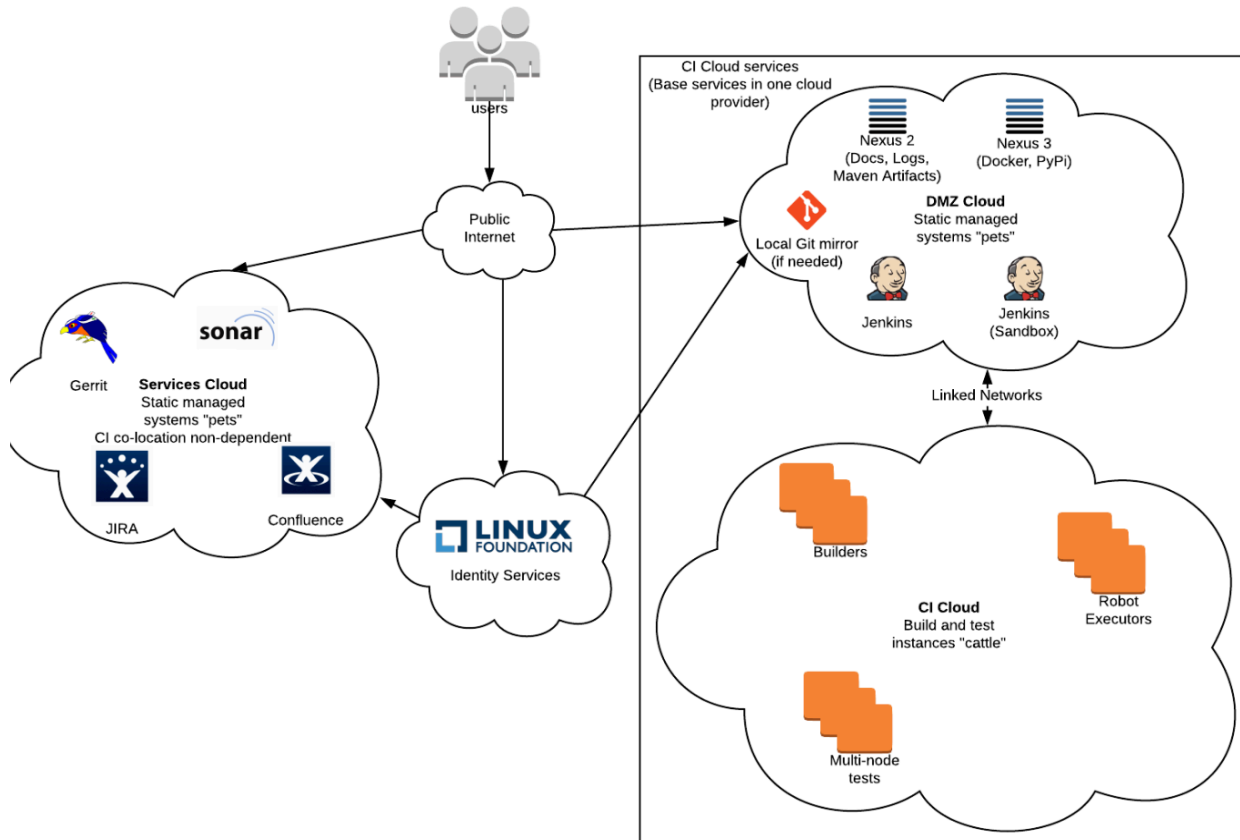 users
CI Cloud services
(Base services in one cloud
provider)
Nexus 2
(Docs, Logs,
Maven Artifacts)
Nexus 3
(Docker, PyPi)
DMZ Cloud
Static managed
systems "pets"
Local Git mirror
(if needed)
Jenkins
Jenkins
(Sandbox)
Public
Internet
sonar
Gerrit
Services Cloud
Static managed
systems "pets"
CI co-location non-dependent
JIRA
Confluence
LINUX
FOUNDATION
Identity Services
Linked Networks
Builders
Robot
Executors
CI Cloud
Build and test
instances "cattle"
Multi-node
tests